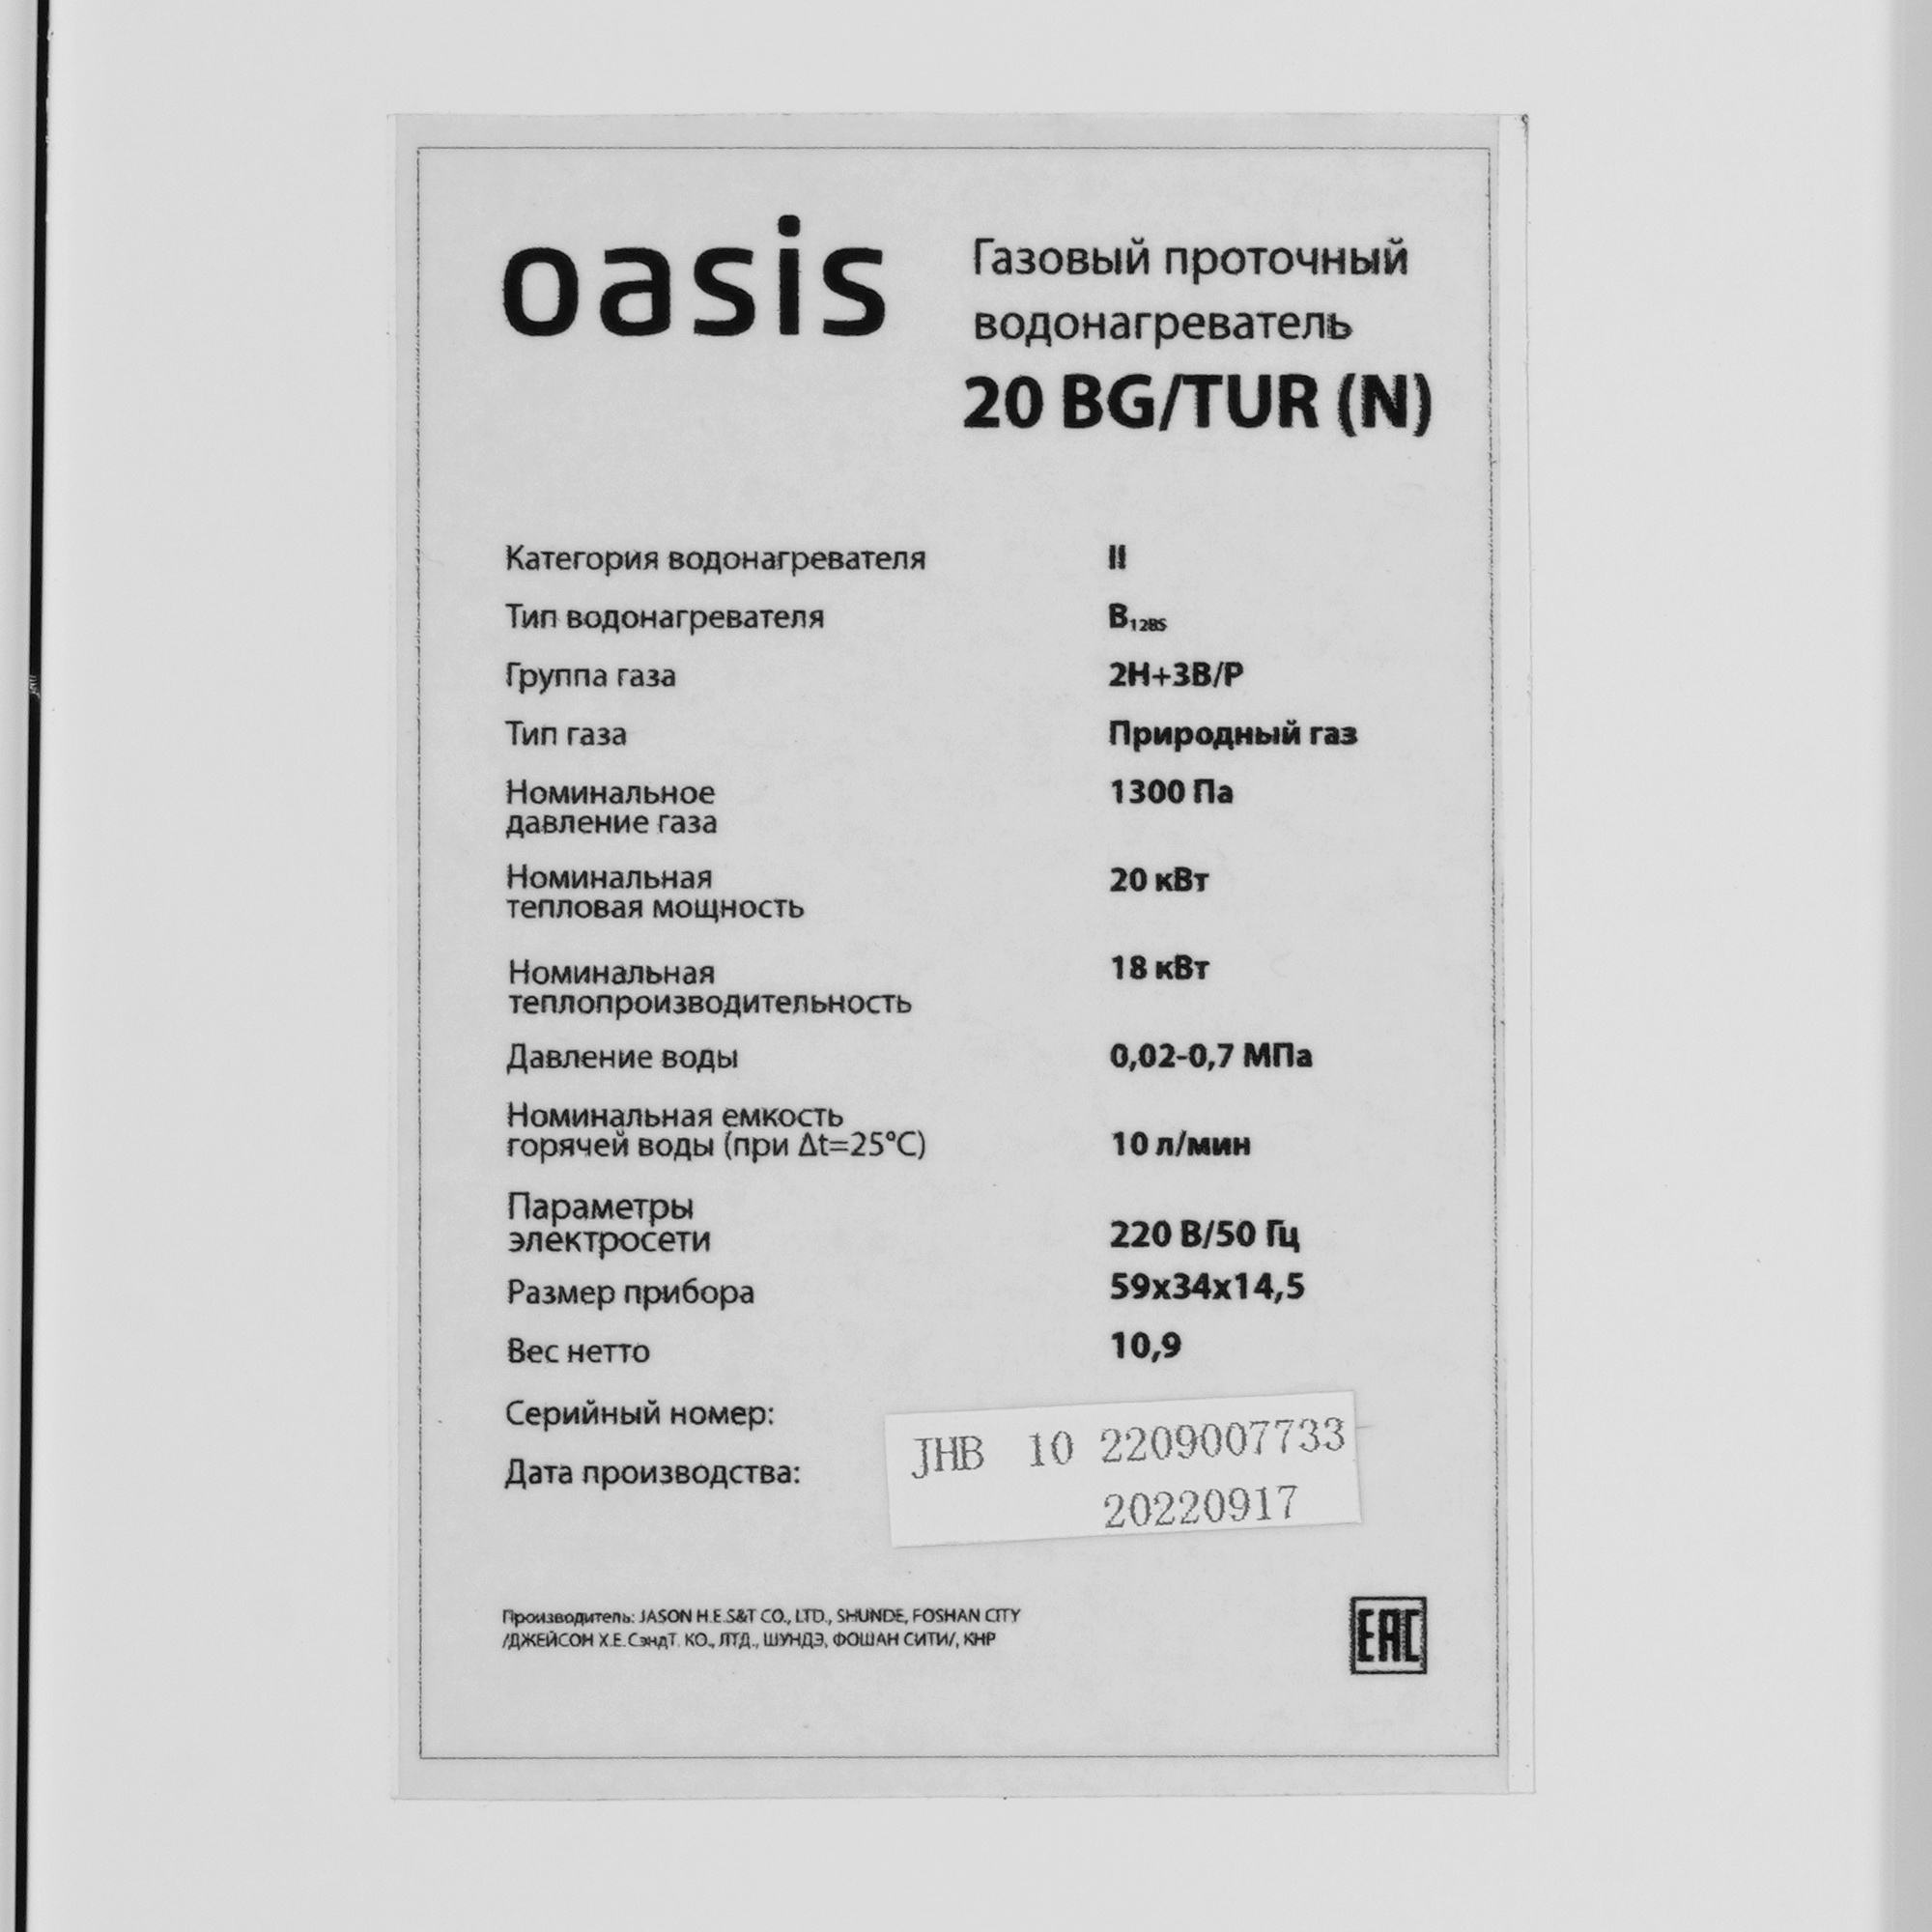 oasis
Газовый проточный
водонагреватель
20 BG/TUR (N)
Категория водонагревателя II
Тип водонагревателя B12BS
Группа газа 2H+3B/P
Тип газа Природный газ
Номинальное 1300 Па
давление газа
Номинальная 20 кВт
тепловая мощность
Номинальная 18 кВт
теплопроизводительность
Давление воды 0,02-0,7 МПа
Номинальная емкость
горячей воды (при Δt=25°C) 10 л/мин
Параметры
электросети 220 В/50 Гц
Размер прибора 59x34x14,5
Вес нетто 10,9
Серийный номер: JHB 10 2209007733
Дата производства: 20220917
Производитель: JASON H.E.S&T CO., LTD., SHUNDE, FOSHAN CITY
/ДЖЕЙСОН Х.Е.СэндТ. КО., ЛТД., ШУНДЭ, ФОШАН СИТИ/, КНР
EAC